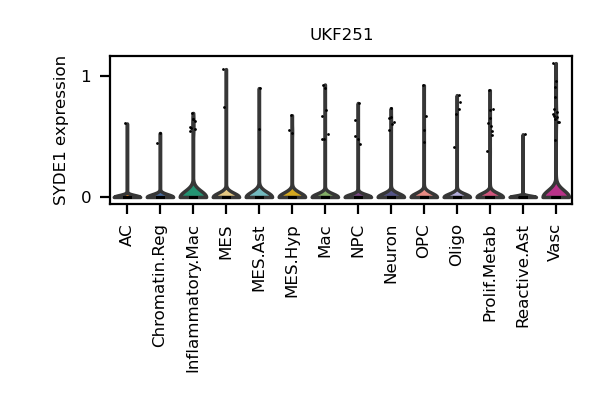 UKF251
SYDE1 expression
1
0
AC
Chromatin.Reg
Inflammatory.Mac
MES
MES.Ast
MES.Hyp
Mac
NPC
Neuron
OPC
Oligo
Prolif.Metab
Reactive.Ast
Vasc